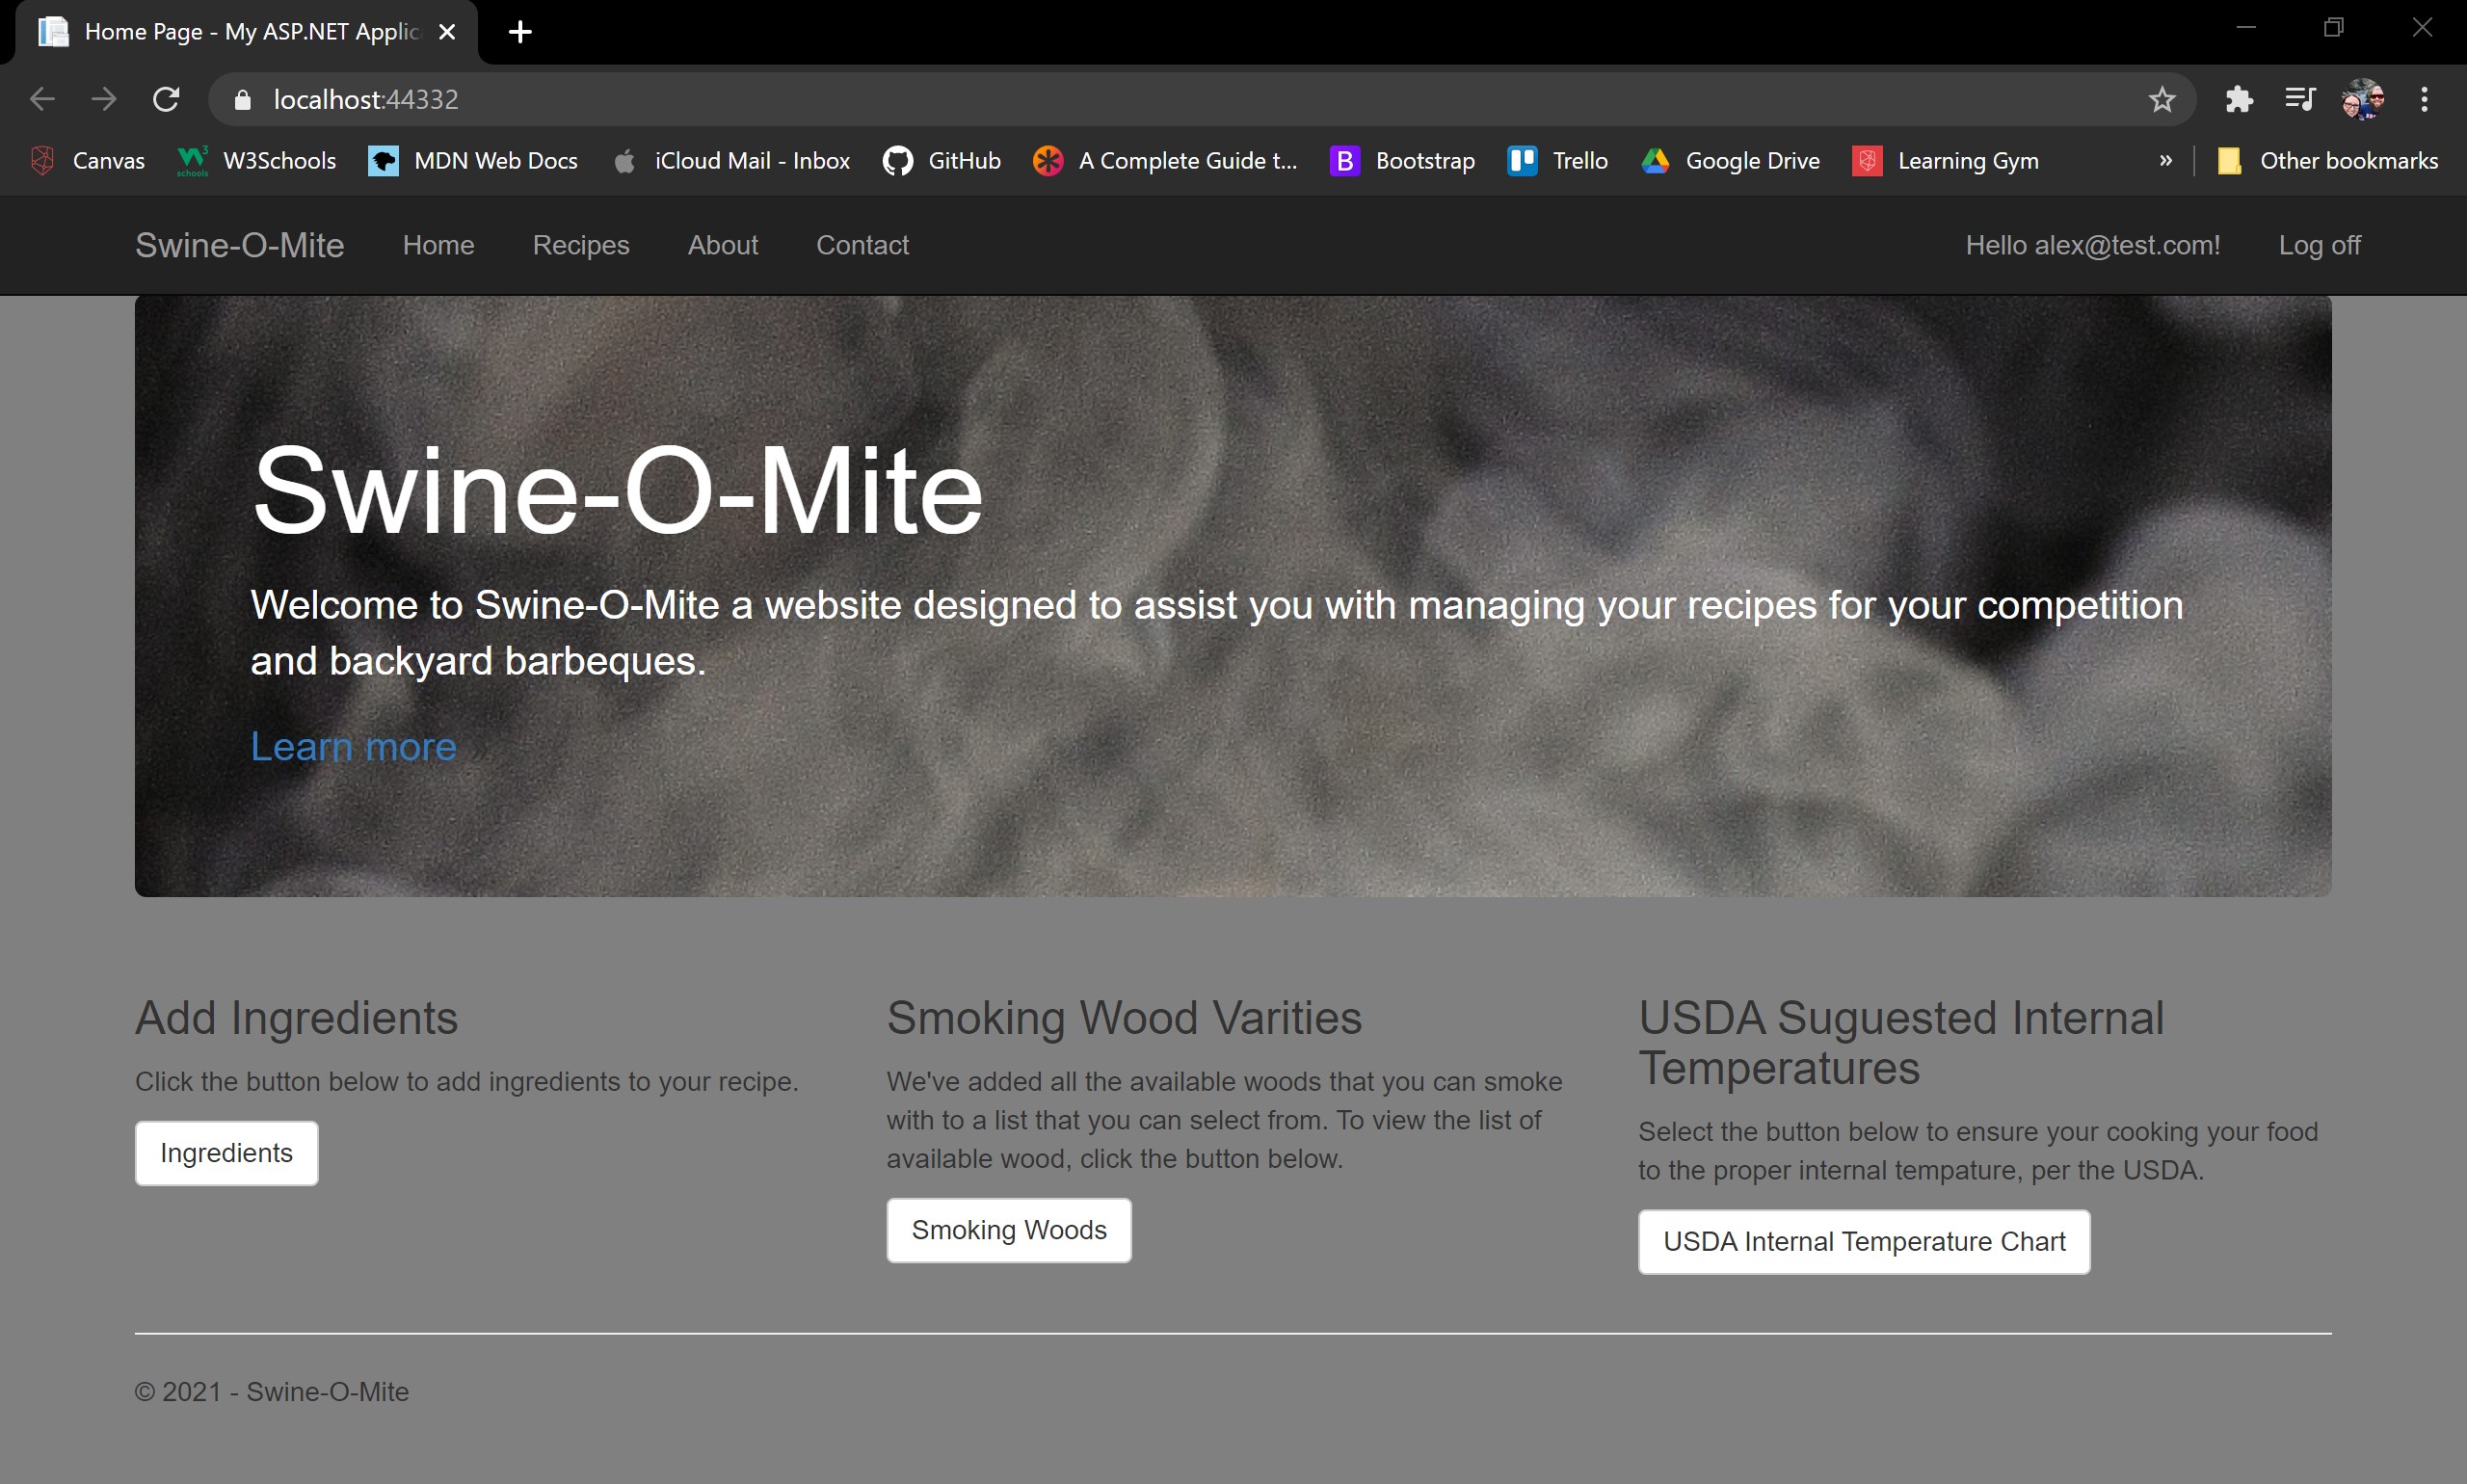 Home Page - My ASP.NET Applic
localhost:44332
Canvas W3Schools MDN Web Docs iCloud Mail - Inbox GitHub A Complete Guide t... B Bootstrap Trello Google Drive Learning Gym » Other bookmarks
Swine-O-Mite Home Recipes About Contact Hello alex@test.com! Log off
Swine-O-Mite
Welcome to Swine-O-Mite a website designed to assist you with managing your recipes for your competition
and backyard barbeques.
Learn more
Add Ingredients
Click the button below to add ingredients to your recipe.
Ingredients
Smoking Wood Varities
We've added all the available woods that you can smoke
with to a list that you can select from. To view the list of
available wood, click the button below.
Smoking Woods
USDA Suguested Internal
Temperatures
Select the button below to ensure your cooking your food
to the proper internal tempature, per the USDA.
USDA Internal Temperature Chart
© 2021 - Swine-O-Mite